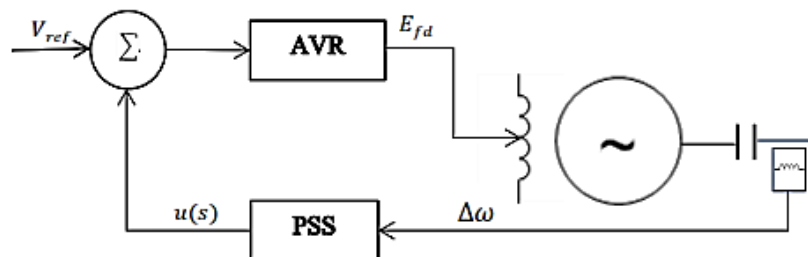 V_ref
Σ
AVR
E_fd
~
u(s)
PSS
Δω